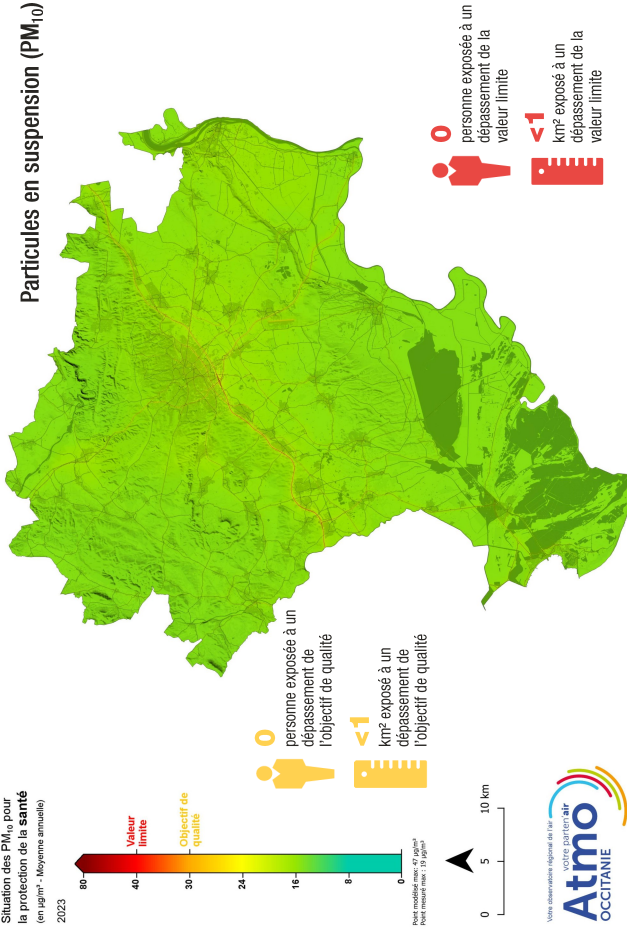 Particules en suspension (PM₁₀)
Situation des PM₁₀ pour
la protection de la santé
(en µg/m³ - Moyenne annuelle)
2023
80
40
30
24
16
8
0
Valeur
limite
Objectif de
qualité
Point modélisé max: 47 µg/m³
Point mesuré max : 19 µg/m³
0
personne exposée à un
dépassement de
l'objectif de qualité
<1
km² exposé à un
dépassement de
l'objectif de qualité
0
personne exposée à un
dépassement de la
valeur limite
<1
km² exposé à un
dépassement de la
valeur limite
0 5 10 km
Votre observatoire régional de l'air
votre parten'air
Atmo
OCCITANIE